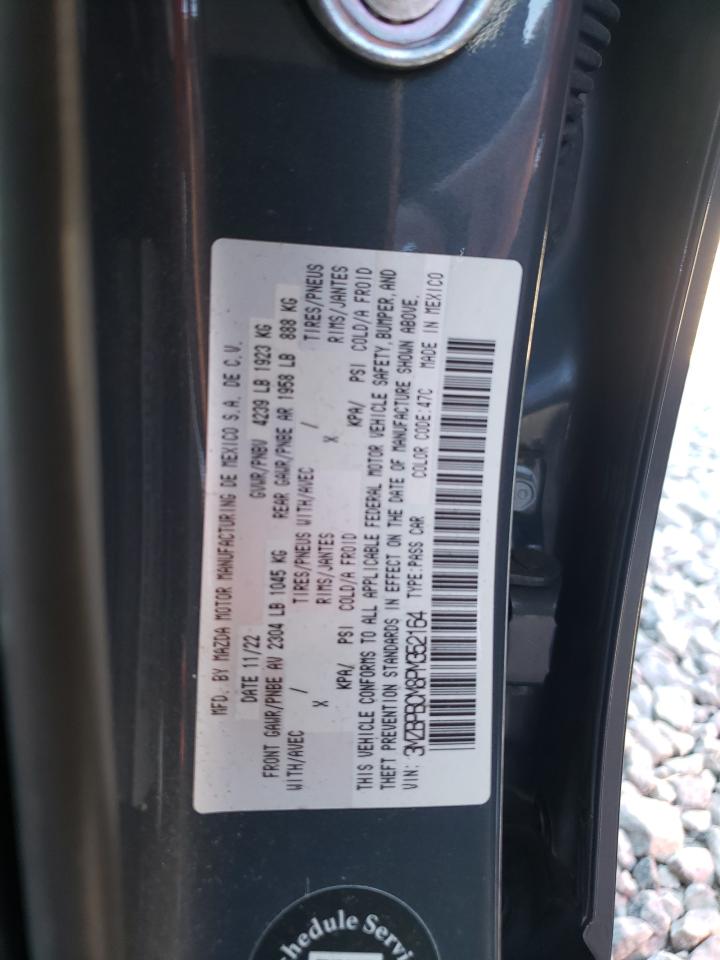 MFD. BY MAZDA MOTOR MANUFACTURING DE MEXICO S.A. DE C.V.
DATE 11/22 GVWR/PNBV 4239 LB 1923 KG
FRONT GAWR/PNBE AV 2304 LB 1045 KG REAR GAWR/PNBE AR 1958 LB 888 KG
WITH/AVEC / TIRES/PNEUS WITH/AVEC / TIRES/PNEUS
X RIMS/JANTES X RIMS/JANTES
KPA/ PSI COLD/A FROID KPA/ PSI COLD/A FROID
THIS VEHICLE CONFORMS TO ALL APPLICABLE FEDERAL MOTOR VEHICLE SAFETY, BUMPER, AND
THEFT PREVENTION STANDARDS IN EFFECT ON THE DATE OF MANUFACTURE SHOWN ABOVE.
VIN: 3MZBPBCM8PM352164 TYPE:PASS CAR COLOR CODE:47C MADE IN MEXICO